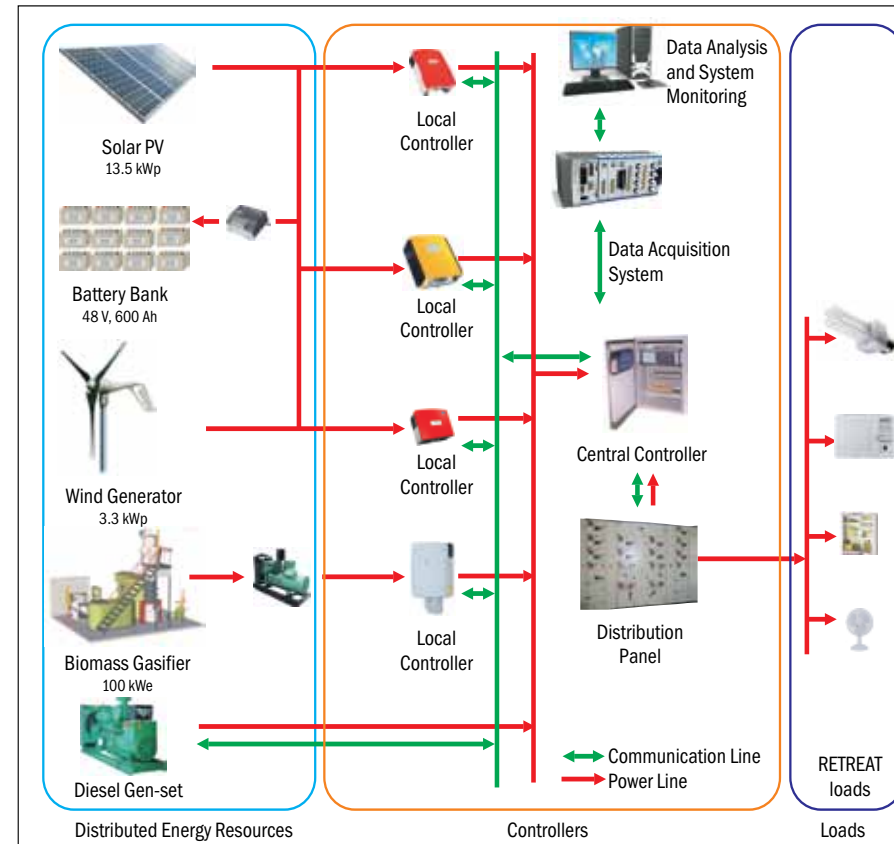 Solar PV
13.5 kWp
Battery Bank
48 V, 600 Ah
Wind Generator
3.3 kWp
Biomass Gasifier
100 kWe
Diesel Gen-set
Distributed Energy Resources
Local
Controller
Local
Controller
Local
Controller
Local
Controller
Data Analysis
and System
Monitoring
Data Acquisition
System
Central Controller
Distribution
Panel
Communication Line
Power Line
Controllers
RETREAT
loads
Loads